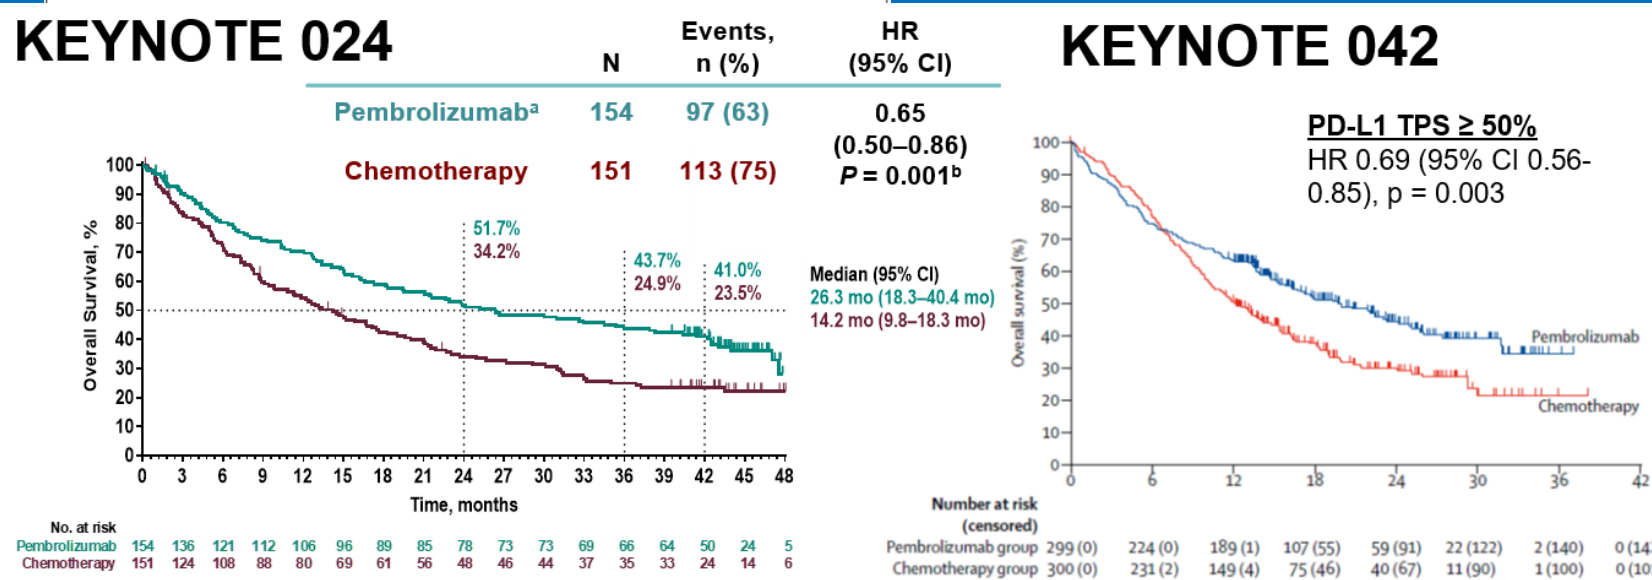 KEYNOTE 024
N
Events, n (%)
HR (95% CI)
Pembrolizumabᵃ 154 97 (63)
Chemotherapy 151 113 (75)
0.65
(0.50–0.86)
P = 0.001ᵇ
Overall Survival, %
100
90
80
70
60
50
40
30
20
10
0
51.7%
34.2%
43.7%
24.9%
41.0%
23.5%
Median (95% CI)
26.3 mo (18.3–40.4 mo)
14.2 mo (9.8–18.3 mo)
0 3 6 9 12 15 18 21 24 27 30 33 36 39 42 45 48
Time, months
No. at risk
Pembrolizumab 154 136 121 112 106 96 89 85 78 73 73 69 66 64 50 24 5
Chemotherapy 151 124 108 88 80 69 61 56 48 46 44 37 35 33 24 14 6
KEYNOTE 042
PD-L1 TPS ≥ 50%
HR 0.69 (95% CI 0.56-
0.85), p = 0.003
Overall survival (%)
100
90
80
70
60
50
40
30
20
10
0
Pembrolizumab
Chemotherapy
0 6 12 18 24 30 36 42
Number at risk
(censored)
Pembrolizumab group 299 (0) 224 (0) 189 (1) 107 (55) 59 (91) 22 (122) 2 (140) 0 (14
Chemotherapy group 300 (0) 231 (2) 149 (4) 75 (46) 40 (67) 11 (90) 1 (100) 0 (10